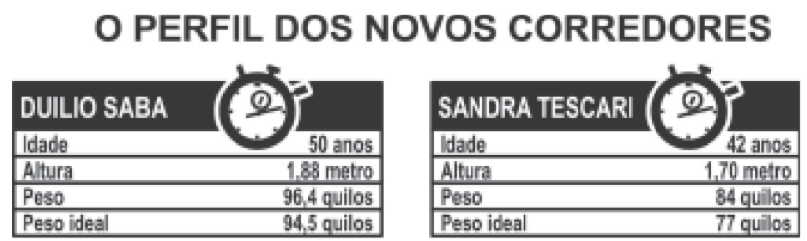 O PERFIL DOS NOVOS CORREDORES
DUILIO SABA
Idade 50 anos
Altura 1,88 metro
Peso 96,4 quilos
Peso ideal 94,5 quilos
SANDRA TESCARI
Idade 42 anos
Altura 1,70 metro
Peso 84 quilos
Peso ideal 77 quilos